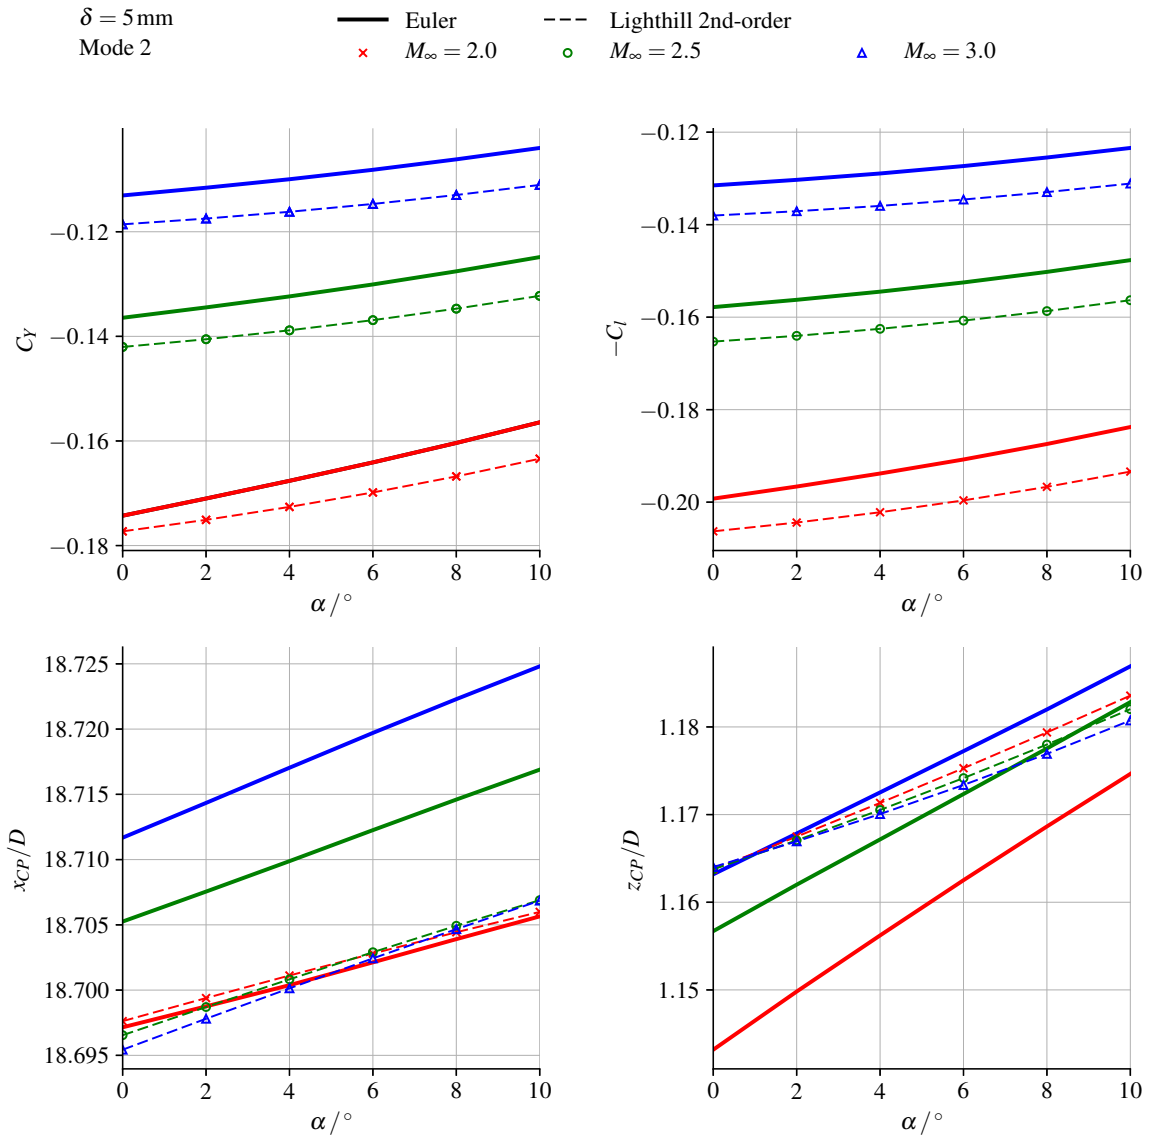 δ = 5 mm
Euler
Lighthill 2nd-order
Mode 2
M∞ = 2.0
M∞ = 2.5
M∞ = 3.0
−0.12
−0.14
−0.16
−0.18
C_Y
0 2 4 6 8 10
α/°
−0.12
−0.14
−0.16
−0.18
−0.20
−C_l
0 2 4 6 8 10
α/°
18.725
18.720
18.715
18.710
18.705
18.700
18.695
x_CP/D
0 2 4 6 8 10
α/°
1.18
1.17
1.16
1.15
z_CP/D
0 2 4 6 8 10
α/°